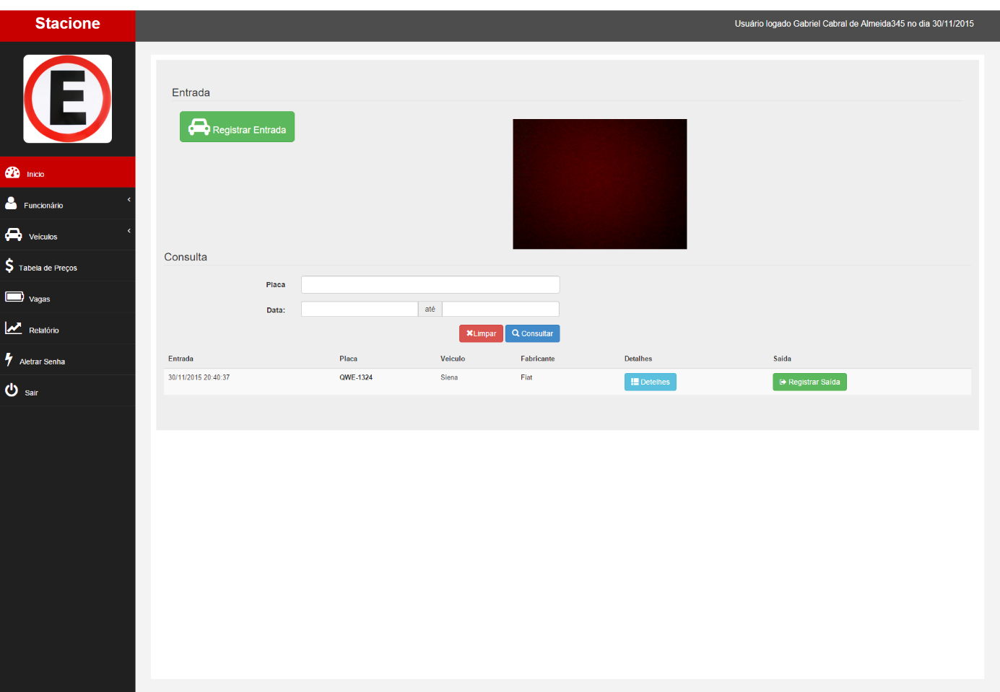 Stacione
Usuário logado Gabriel Cabral de Almeida345 no dia 30/11/2015
E
Inicio
Funcionário
Veiculos
Tabela de Preços
Vagas
Relatório
Aletrar Senha
Sair
Entrada
Registrar Entrada
Consulta
Placa
Data: até
Limpar Consultar
Entrada Placa Veiculo Fabricante Detalhes Saida
30/11/2015 20:40:37 QWE-1324 Siena Fiat Detelhes Registrar Saída